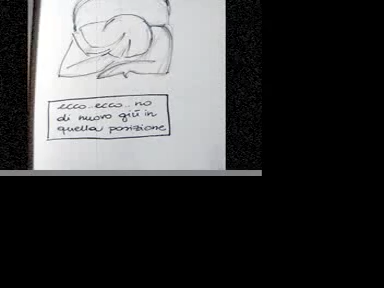 ecco... ecco... no
di nuovo giù in
quella posizione